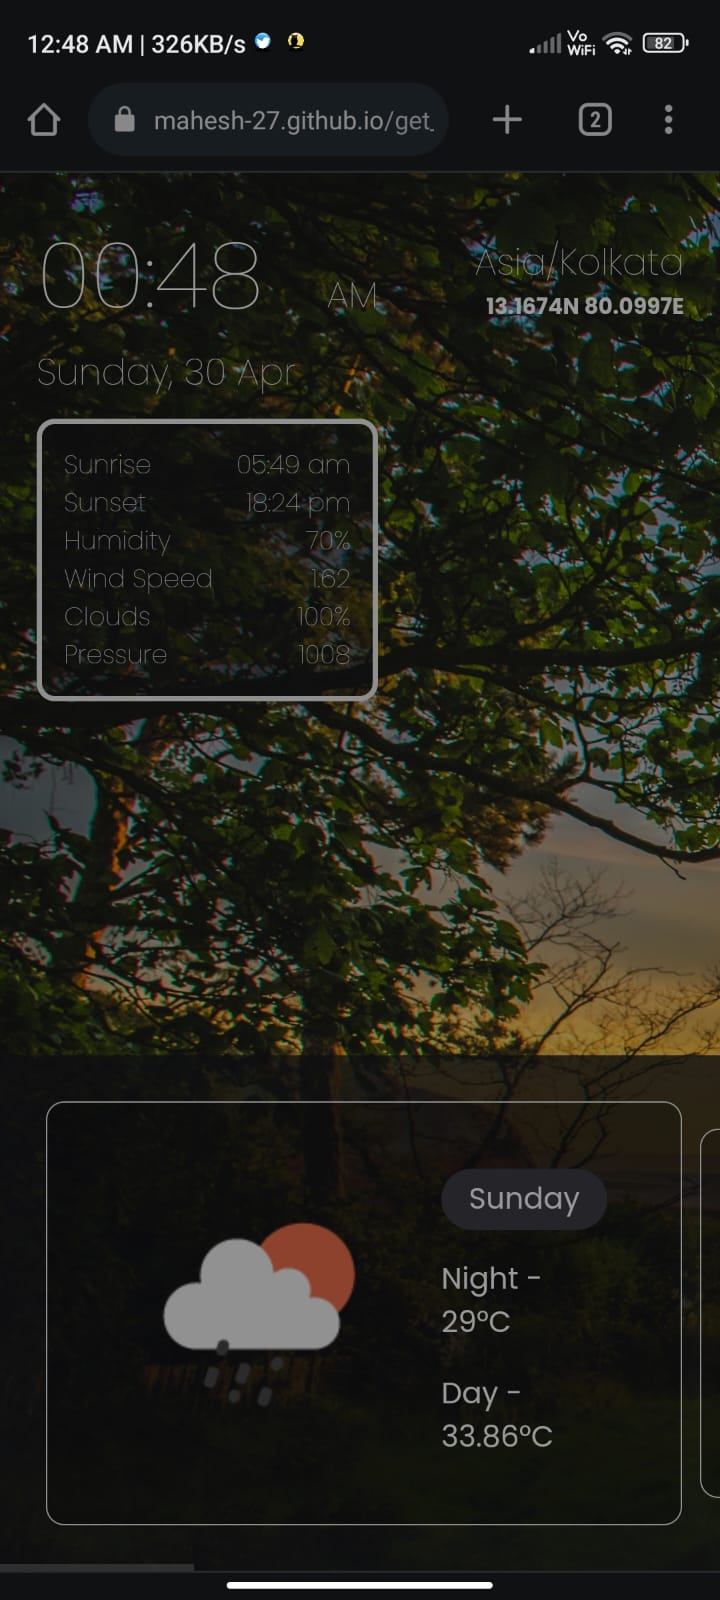 12:48 AM | 326KB/s
Vo
WiFi
82
mahesh-27.github.io/get_
2
00:48 AM
Asia/Kolkata
13.1674N 80.0997E
Sunday, 30 Apr
Sunrise 05:49 am
Sunset 18:24 pm
Humidity 70%
Wind Speed 1.62
Clouds 100%
Pressure 1008
Sunday
Night -
29°C
Day -
33.86°C